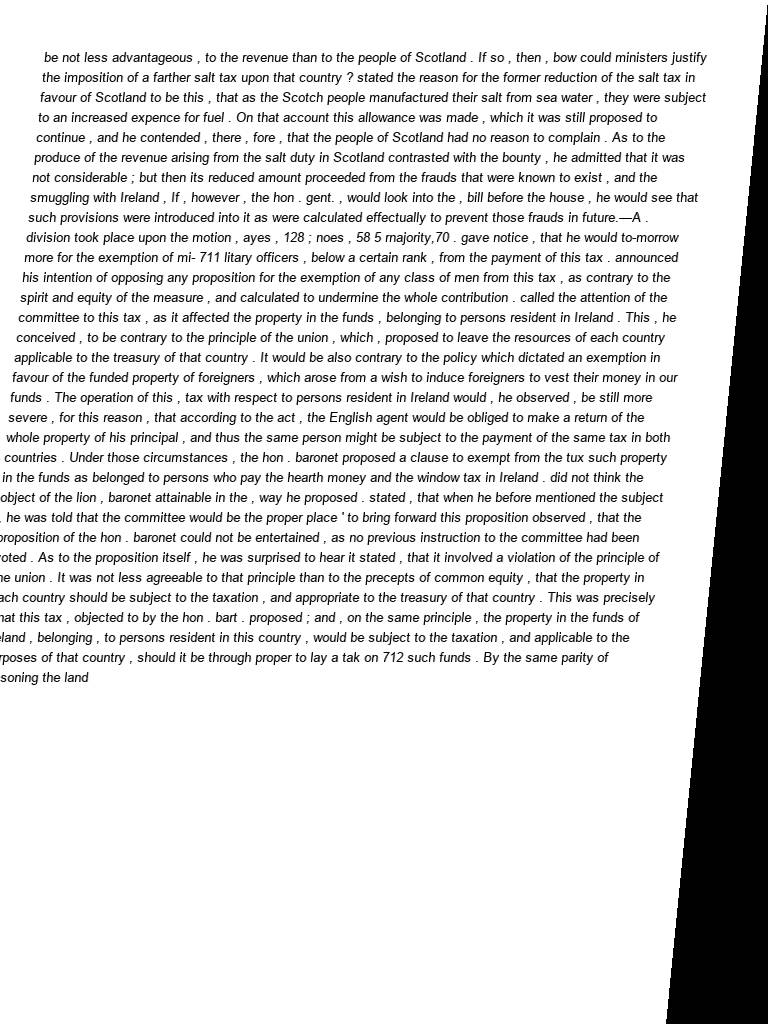 be not less advantageous , to the revenue than to the people of Scotland . If so , then , bow could ministers justify
the imposition of a farther salt tax upon that country ? stated the reason for the former reduction of the salt tax in
favour of Scotland to be this , that as the Scotch people manufactured their salt from sea water , they were subject
to an increased expence for fuel . On that account this allowance was made , which it was still proposed to
continue , and he contended , there , fore , that the people of Scotland had no reason to complain . As to the
produce of the revenue arising from the salt duty in Scotland contrasted with the bounty , he admitted that it was
not considerable ; but then its reduced amount proceeded from the frauds that were known to exist , and the
smuggling with Ireland , If , however , the hon . gent. , would look into the , bill before the house , he would see that
such provisions were introduced into it as were calculated effectually to prevent those frauds in future.—A .
division took place upon the motion , ayes , 128 ; noes , 58 5 rnajority,70 . gave notice , that he would to-morrow
more for the exemption of mi- 711 litary officers , below a certain rank , from the payment of this tax . announced
his intention of opposing any proposition for the exemption of any class of men from this tax , as contrary to the
spirit and equity of the measure , and calculated to undermine the whole contribution . called the attention of the
committee to this tax , as it affected the property in the funds , belonging to persons resident in Ireland . This , he
conceived , to be contrary to the principle of the union , which , proposed to leave the resources of each country
applicable to the treasury of that country . It would be also contrary to the policy which dictated an exemption in
favour of the funded property of foreigners , which arose from a wish to induce foreigners to vest their money in our
funds . The operation of this , tax with respect to persons resident in Ireland would , he observed , be still more
severe , for this reason , that according to the act , the English agent would be obliged to make a return of the
whole property of his principal , and thus the same person might be subject to the payment of the same tax in both
countries . Under those circumstances , the hon . baronet proposed a clause to exempt from the tux such property
in the funds as belonged to persons who pay the hearth money and the window tax in Ireland . did not think the
object of the lion , baronet attainable in the , way he proposed . stated , that when he before mentioned the subject
, he was told that the committee would be the proper place ' to bring forward this proposition observed , that the
proposition of the hon . baronet could not be entertained , as no previous instruction to the committee had been
voted . As to the proposition itself , he was surprised to hear it stated , that it involved a violation of the principle of
he union . It was not less agreeable to that principle than to the precepts of common equity , that the property in
ach country should be subject to the taxation , and appropriate to the treasury of that country . This was precisely
hat this tax , objected to by the hon . bart . proposed ; and , on the same principle , the property in the funds of
eland , belonging , to persons resident in this country , would be subject to the taxation , and applicable to the
rposes of that country , should it be through proper to lay a tak on 712 such funds . By the same parity of
soning the land